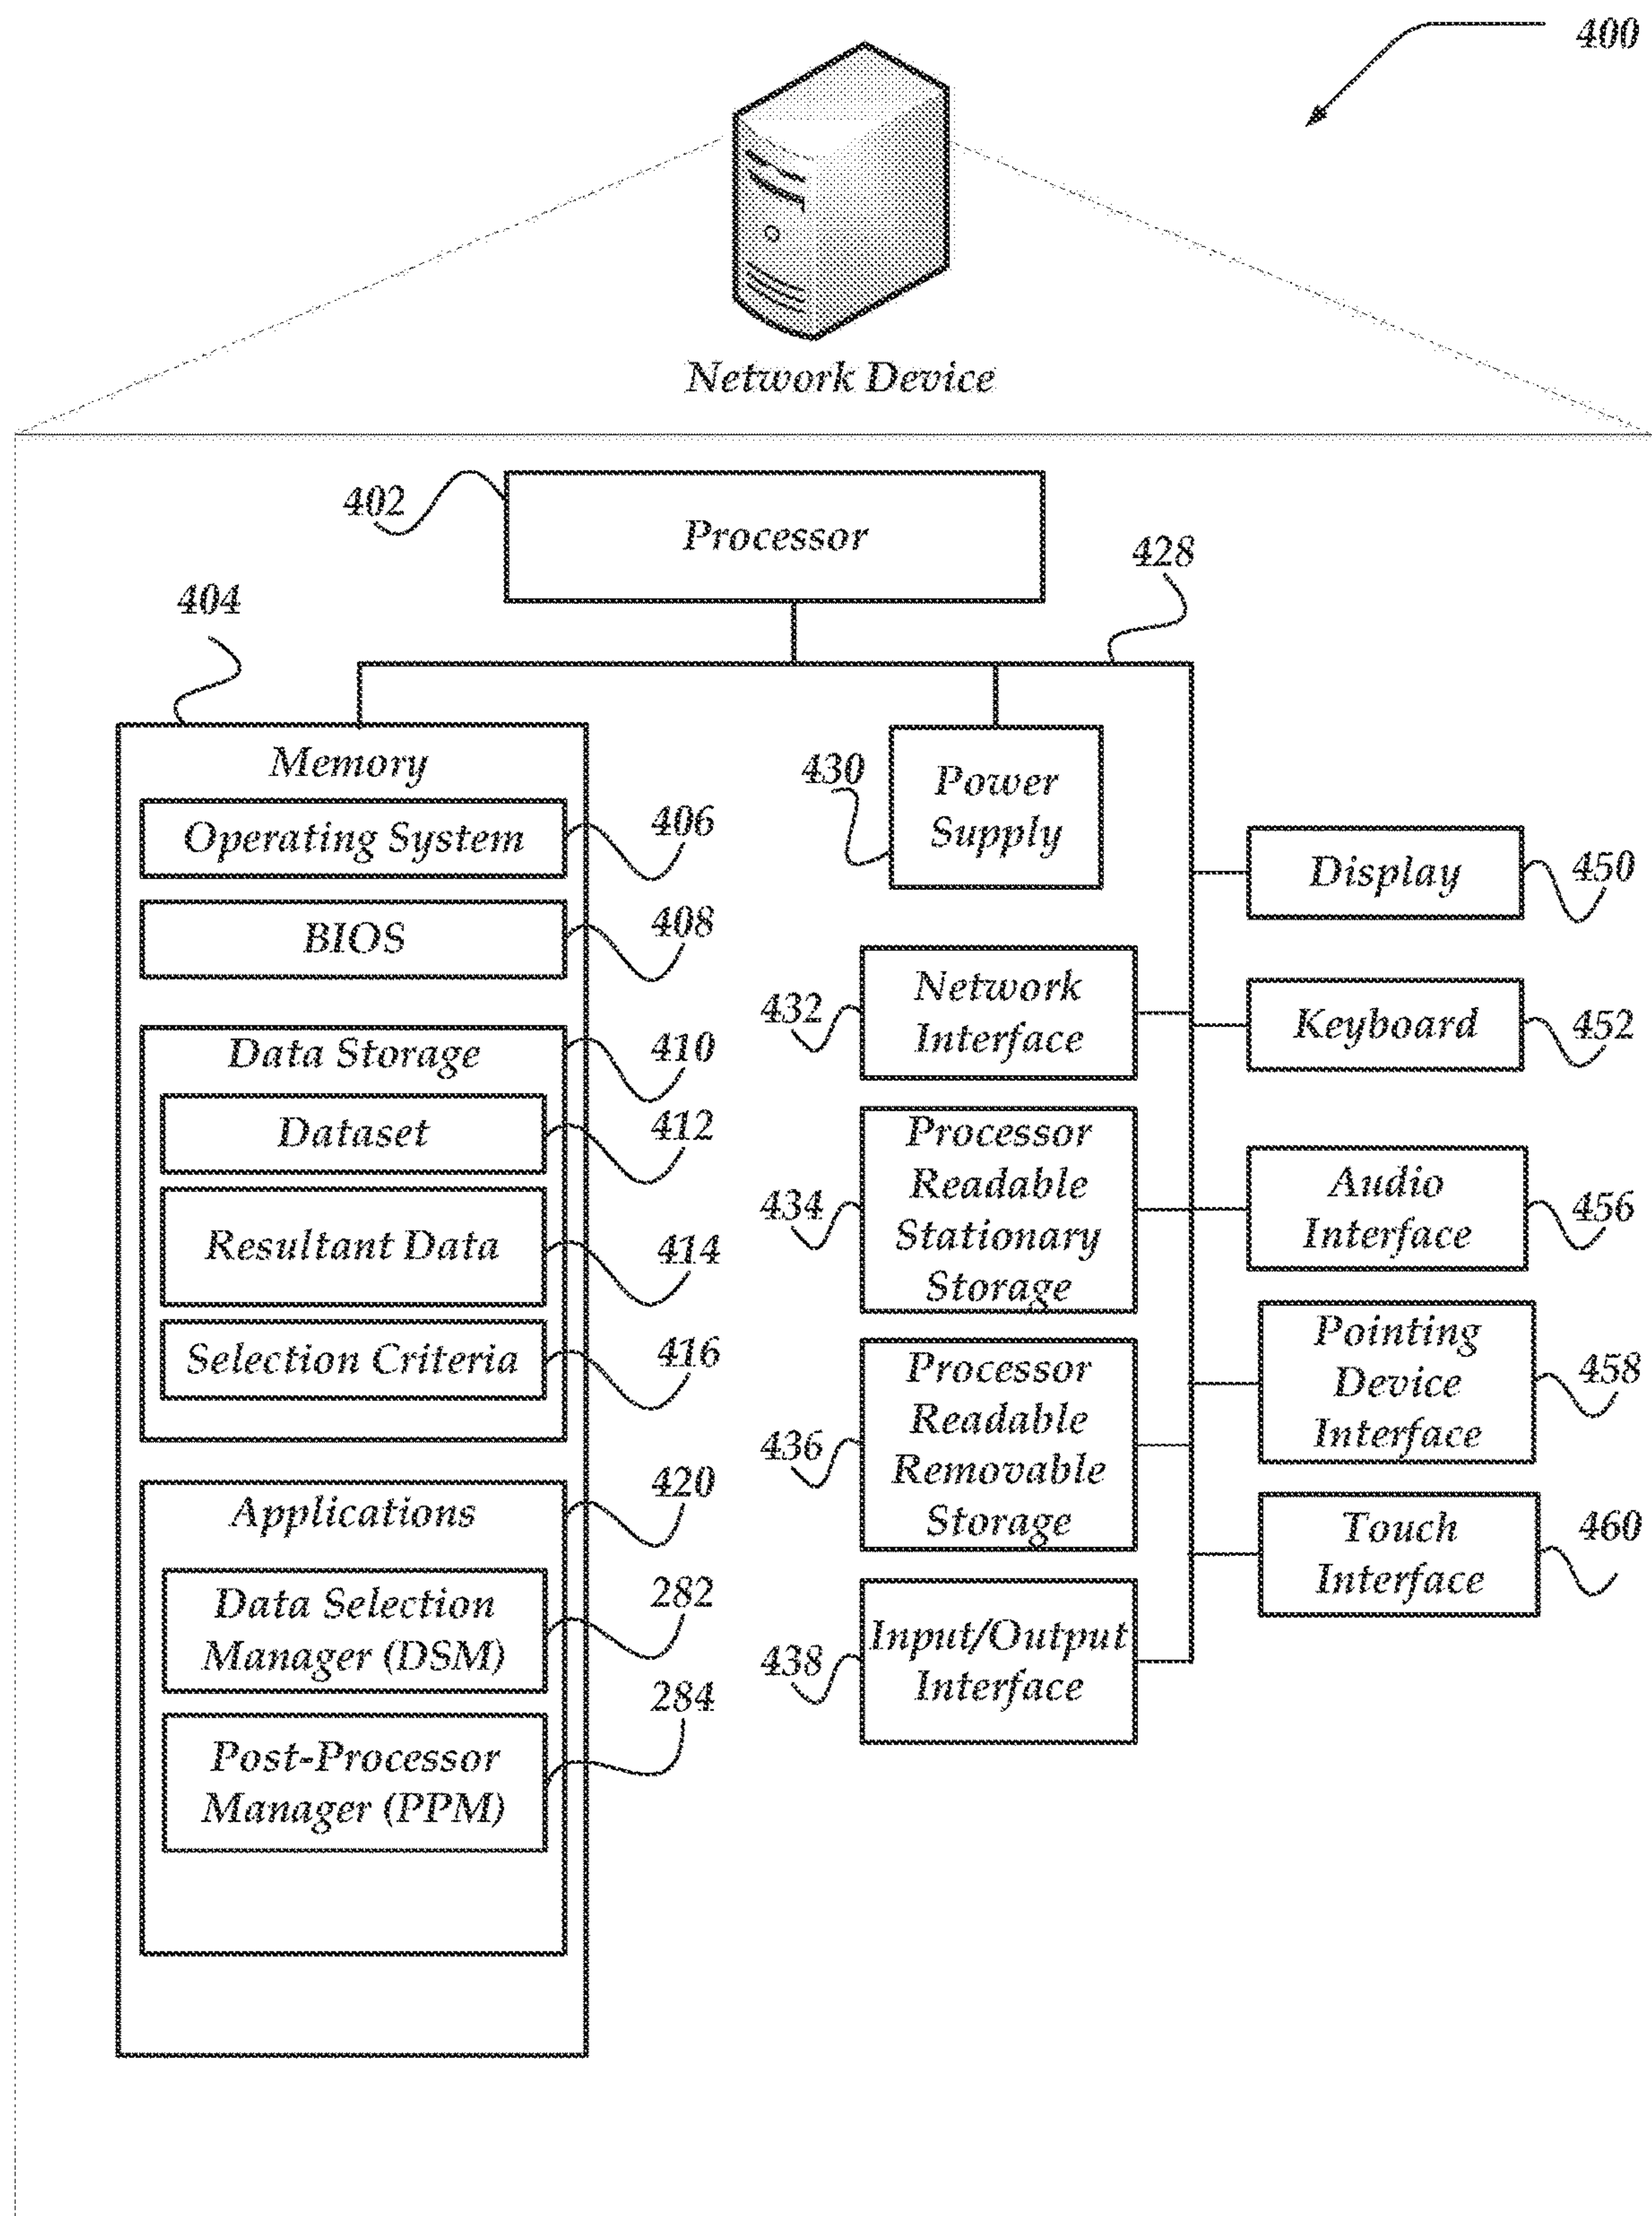 400
Network Device
402
Processor
428
404
Memory
Operating System
406
BIOS
408
Data Storage
410
Dataset
412
Resultant Data
414
Selection Criteria
416
Applications
420
Data Selection
Manager (DSM)
282
Post-Processor
Manager (PPM)
284
430
Power
Supply
432
Network
Interface
434
Processor
Readable
Stationary
Storage
436
Processor
Readable
Removable
Storage
438
Input/Output
Interface
Display
450
Keyboard
452
Audio
Interface
456
Pointing
Device
Interface
458
Touch
Interface
460